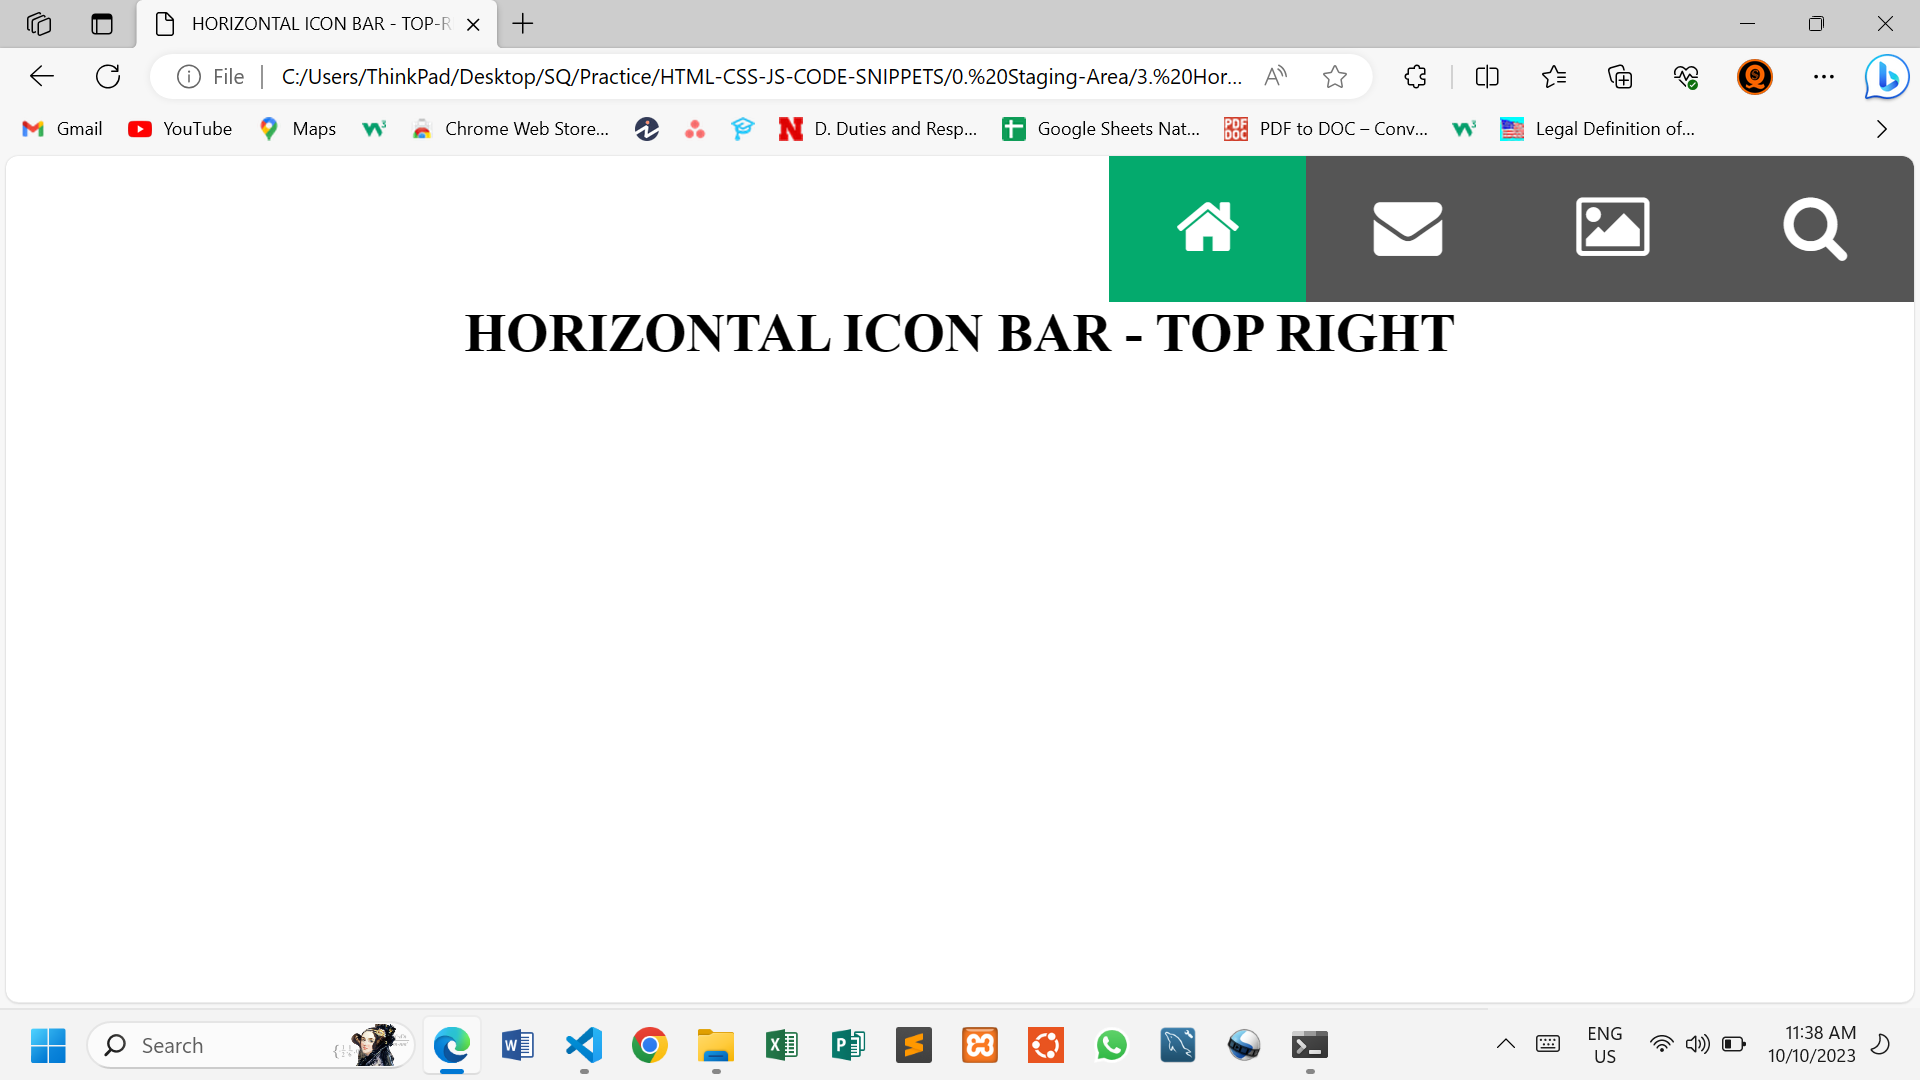 HORIZONTAL ICON BAR - TOP-R
File
C:/Users/ThinkPad/Desktop/SQ/Practice/HTML-CSS-JS-CODE-SNIPPETS/0.%20Staging-Area/3.%20Hor...
Gmail
YouTube
Maps
Chrome Web Store...
D. Duties and Resp...
Google Sheets Nat...
PDF DOC
PDF to DOC – Conv...
Legal Definition of...
HORIZONTAL ICON BAR - TOP RIGHT
Search
ENG
US
11:38 AM
10/10/2023